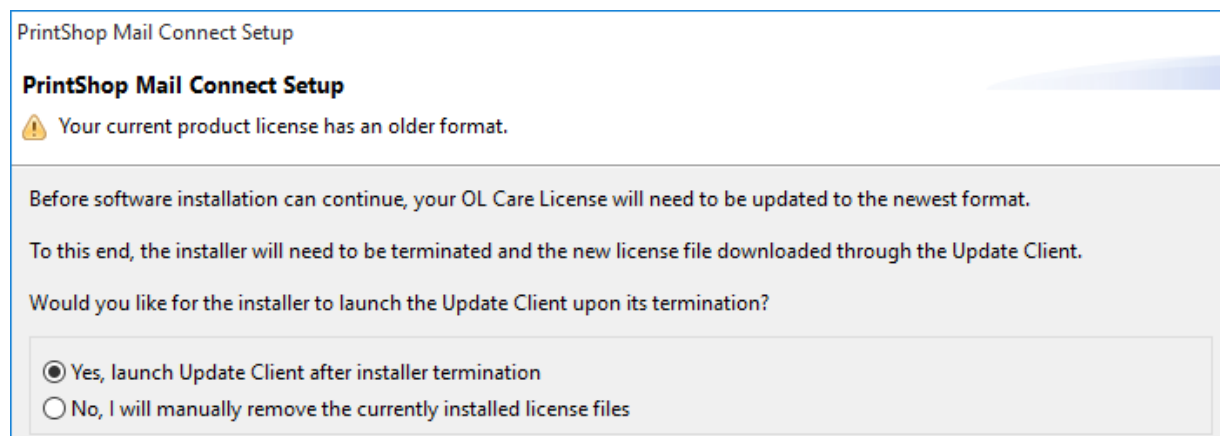 PrintShop Mail Connect Setup
PrintShop Mail Connect Setup
Your current product license has an older format.
Before software installation can continue, your OL Care License will need to be updated to the newest format.
To this end, the installer will need to be terminated and the new license file downloaded through the Update Client.
Would you like for the installer to launch the Update Client upon its termination?
Yes, launch Update Client after installer termination
No, I will manually remove the currently installed license files